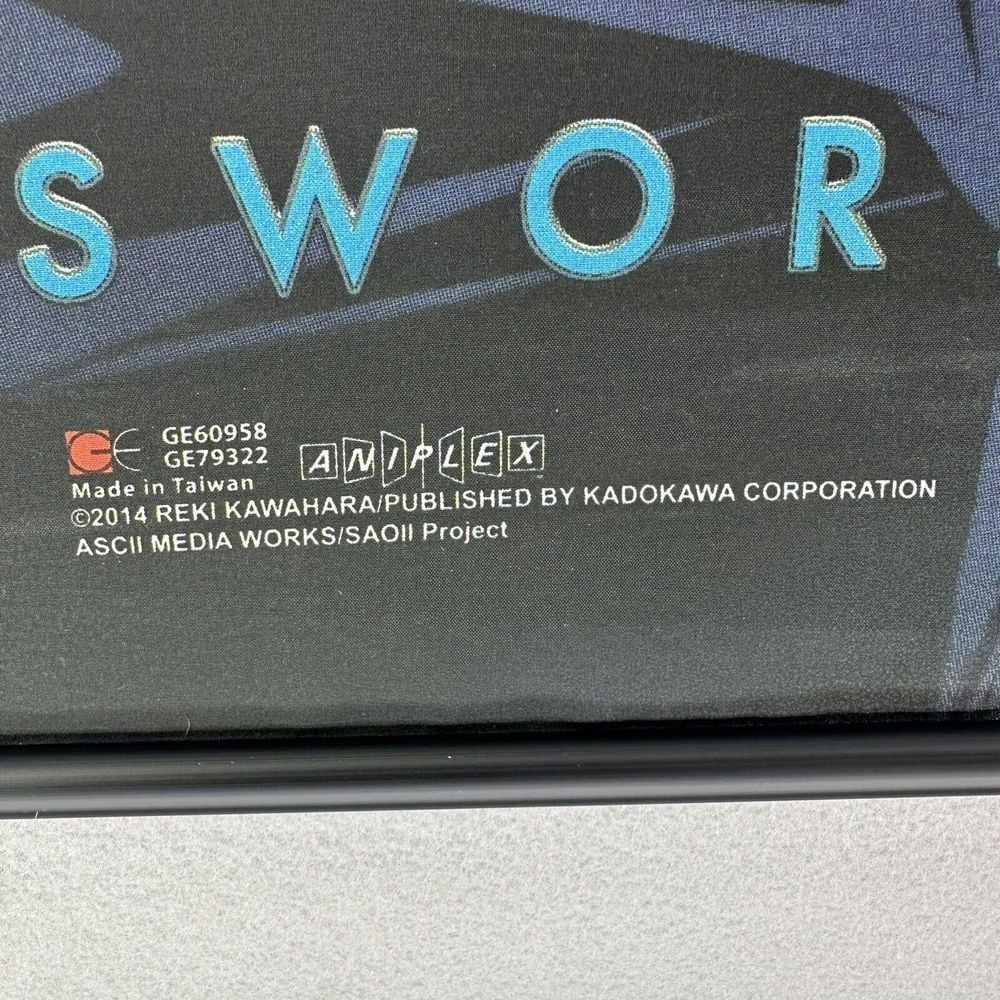 SWOR
GE60958
GE79322
ANIPLEX
Made in Taiwan
©2014 REKI KAWAHARA/PUBLISHED BY KADOKAWA CORPORATION
ASCII MEDIA WORKS/SAOII Project